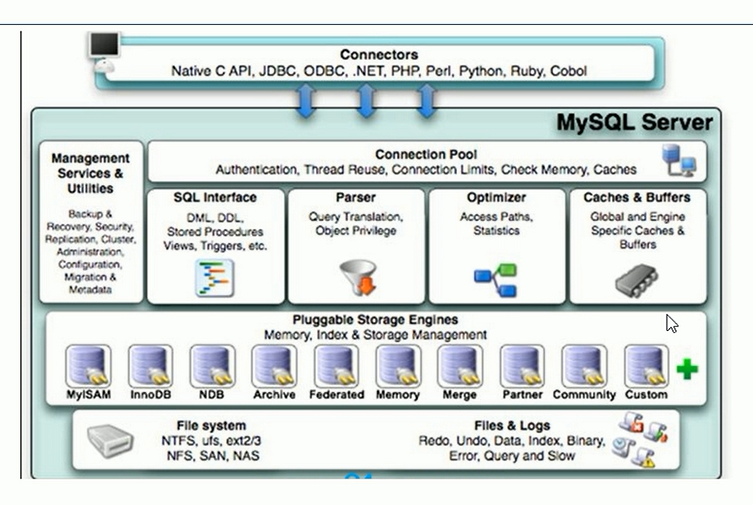 Connectors
Native C API, JDBC, ODBC, .NET, PHP, Perl, Python, Ruby, Cobol
MySQL Server
Management
Services &
Utilities
Backup &
Recovery, Security,
Replication, Cluster,
Administration,
Configuration,
Migration &
Metadata
Connection Pool
Authentication, Thread Reuse, Connection Limits, Check Memory, Caches
SQL Interface
DML, DDL,
Stored Procedures
Views, Triggers, etc.
Parser
Query Translation,
Object Privilege
Optimizer
Access Paths,
Statistics
Caches & Buffers
Global and Engine
Specific Caches &
Buffers
Pluggable Storage Engines
Memory, Index & Storage Management
MyISAM
InnoDB
NDB
Archive
Federated
Memory
Merge
Partner
Community
Custom
File system
NTFS, ufs, ext2/3
NFS, SAN, NAS
Files & Logs
Redo, Undo, Data, Index, Binary,
Error, Query and Slow